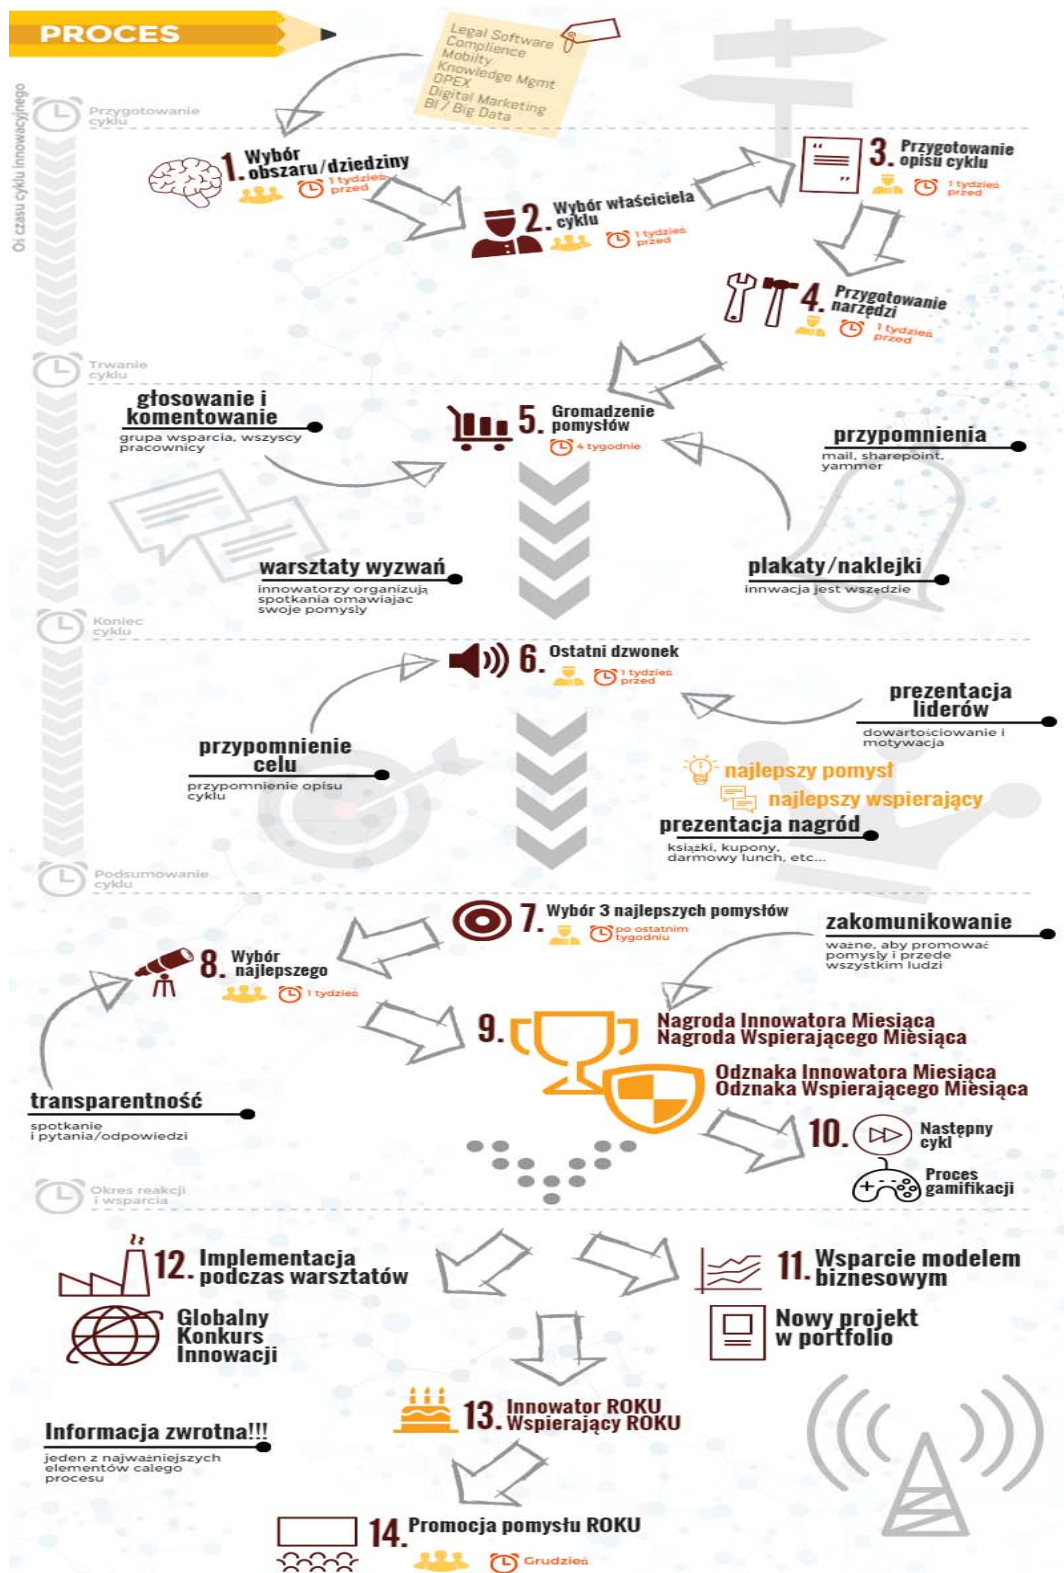 PROCES
Legal Software
Complience
Mobilty
Knowledge Mgmt
OPEX
Digital Marketing
BI / Big Data
Oi czasu cyklu innowacyjnego
Przygotowanie
cyklu
1. Wybór
obszaru/dziedziny
1 tydzień
przed
2. Wybór właściciela
cyklu
1 tydzień
przed
3. Przygotowanie
opisu cyklu
1 tydzień
przed
4. Przygotowanie
narzędzi
1 tydzień
przed
Trwanie
cyklu
głosowanie i
komentowanie
grupa wsparcia, wszyscy
pracownicy
5. Gromadzenie
pomysłów
4 tygodnie
przypomnienia
mail, sharepoint,
yammer
warsztaty wyzwań
innowatorzy organizują
spotkania omawiajac
swoje pomysly
plakaty/naklejki
innwacja jest wszędzie
Koniec
cyklu
6. Ostatni dzwonek
1 tydzień
przed
prezentacja
liderów
dowartościowanie i
motywacja
przypomnienie
celu
przypomnienie opisu
cyklu
najlepszy pomysł
najlepszy wspierający
prezentacja nagród
książki, kupony,
darmowy lunch, etc...
Podsumowanie
cyklu
7. Wybór 3 najlepszych pomysłów
po ostatnim
tygodniu
zakomunikowanie
ważne, aby promować
pomysly i przede
wszystkim ludzi
8. Wybór
najlepszego
1 tydzień
9. Nagroda Innowatora Miesiąca
Nagroda Wspierającego Miesiąca
Odznaka Innowatora Miesiąca
Odznaka Wspierającego Miesiąca
transparentność
spotkanie
i pytania/odpowiedzi
10. Następny
cykl
Proces
gamifikacji
Okres reakcji
i wsparcia
12. Implementacja
podczas warsztatów
Globalny
Konkurs
Innowacji
11. Wsparcie modelem
biznesowym
Nowy projekt
w portfolio
13. Innowator ROKU
Wspierający ROKU
Informacja zwrotna!!!
jeden z najważniejszych
elementów calego
procesu
14. Promocja pomysłu ROKU
Grudzień